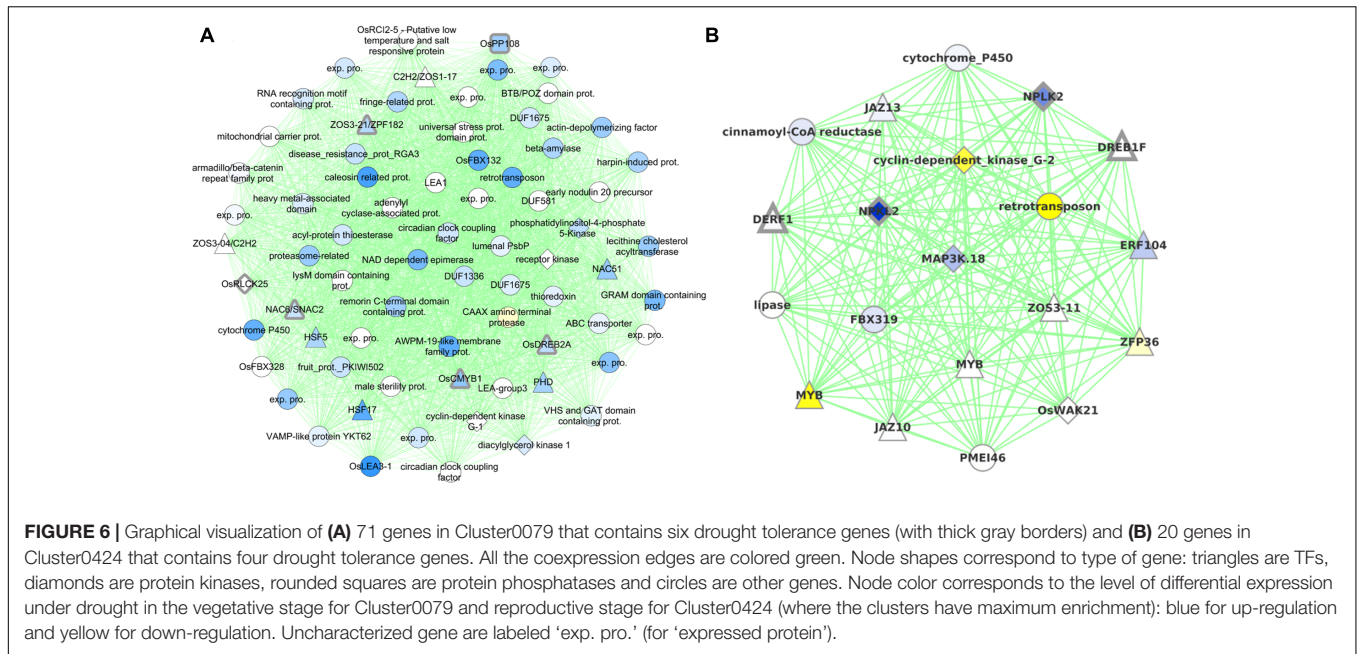 A
B
OsRCI2-5 - Putative low
temperature and salt
responsive protein
OsPP108
exp. pro.
exp. pro.
exp. pro.
C2H2/ZOS1-17
RNA recognition motif
containing prot.
fringe-related prot.
exp. pro.
BTB/POZ domain prot.
ZOS3-21/ZPF182
DUF1675
actin-depolymerizing factor
mitochondrial carrier prot.
universal stress prot.
domain prot.
beta-amylase
disease_resistance_prot_RGA3
OsFBX132
harpin-induced prot.
armadillo/beta-catenin
repeat family prot
caleosin related prot.
retrotransposon
LEA1
early nodulin 20 precursor
heavy metal-associated
domain
exp. pro.
DUF581
adenylyl
cyclase-associated prot.
exp. pro.
phosphatidylinositol-4-phosphate
5-Kinase
circadian clock coupling
factor
acyl-protein thioesterase
lecithine cholesterol
acyltransferase
ZOS3-04/C2H2
lumenal PsbP
proteasome-related
NAD dependent epimerase
receptor kinase
NAC51
lysM domain containing
prot.
DUF1336
DUF1675
OsRLCK25
thioredoxin
GRAM domain containing
prot.
NAC6/SNAC2
remorin C-terminal domain
containing prot.
CAAX amino terminal
protease
ABC transporter
cytochrome P450
HSF5
exp. pro.
AWPM-19-like membrane
family prot.
OsDREB2A
exp. pro.
exp. pro.
OsFBX328
fruit_prot._PKIWI502
OsCMYB1
PHD
male sterility prot.
LEA-group3
exp. pro.
HSF17
cyclin-dependent kinase
G-1
VHS and GAT domain
containing prot.
VAMP-like protein YKT62
exp. pro.
diacylglycerol kinase 1
OsLEA3-1
circadian clock coupling
factor
cytochrome_P450
NPLK2
JAZ13
cinnamoyl-CoA reductase
DREB1F
cyclin-dependent_kinase_G-2
retrotransposon
DERF1
ERF104
MAP3K.18
lipase
ZOS3-11
FBX319
ZFP36
MYB
MYB
OsWAK21
JAZ10
PMEI46
FIGURE 6 | Graphical visualization of (A) 71 genes in Cluster0079 that contains six drought tolerance genes (with thick gray borders) and (B) 20 genes in
Cluster0424 that contains four drought tolerance genes. All the coexpression edges are colored green. Node shapes correspond to type of gene: triangles are TFs,
diamonds are protein kinases, rounded squares are protein phosphatases and circles are other genes. Node color corresponds to the level of differential expression
under drought in the vegetative stage for Cluster0079 and reproductive stage for Cluster0424 (where the clusters have maximum enrichment): blue for up-regulation
and yellow for down-regulation. Uncharacterized gene are labeled 'exp. pro.' (for 'expressed protein').